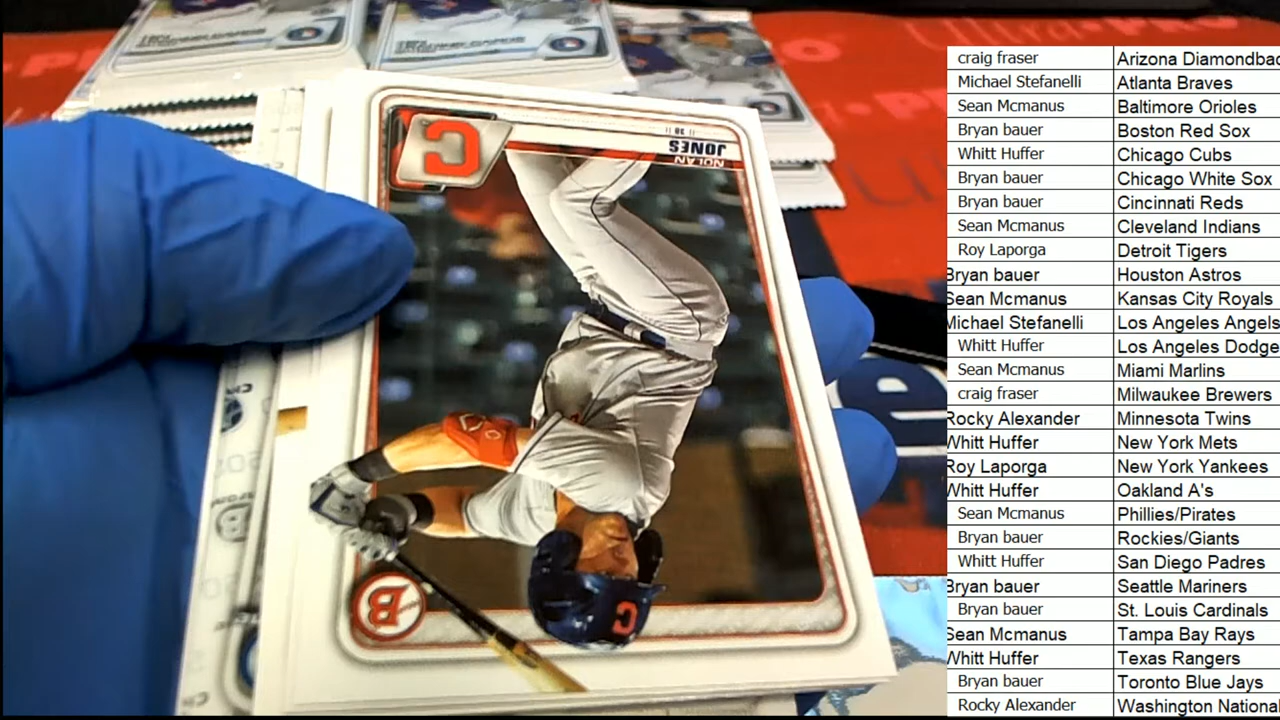 NOLAN
JONES
38
C
C
B
craig fraser Arizona Diamondbac
Michael Stefanelli Atlanta Braves
Sean Mcmanus Baltimore Orioles
Bryan bauer Boston Red Sox
Whitt Huffer Chicago Cubs
Bryan bauer Chicago White Sox
Bryan bauer Cincinnati Reds
Sean Mcmanus Cleveland Indians
Roy Laporga Detroit Tigers
Bryan bauer Houston Astros
Sean Mcmanus Kansas City Royals
Michael Stefanelli Los Angeles Angels
Whitt Huffer Los Angeles Dodge
Sean Mcmanus Miami Marlins
craig fraser Milwaukee Brewers
Rocky Alexander Minnesota Twins
Whitt Huffer New York Mets
Roy Laporga New York Yankees
Whitt Huffer Oakland A's
Sean Mcmanus Phillies/Pirates
Bryan bauer Rockies/Giants
Whitt Huffer San Diego Padres
Bryan bauer Seattle Mariners
Bryan bauer St. Louis Cardinals
Sean Mcmanus Tampa Bay Rays
Whitt Huffer Texas Rangers
Bryan bauer Toronto Blue Jays
Rocky Alexander Washington Nationa